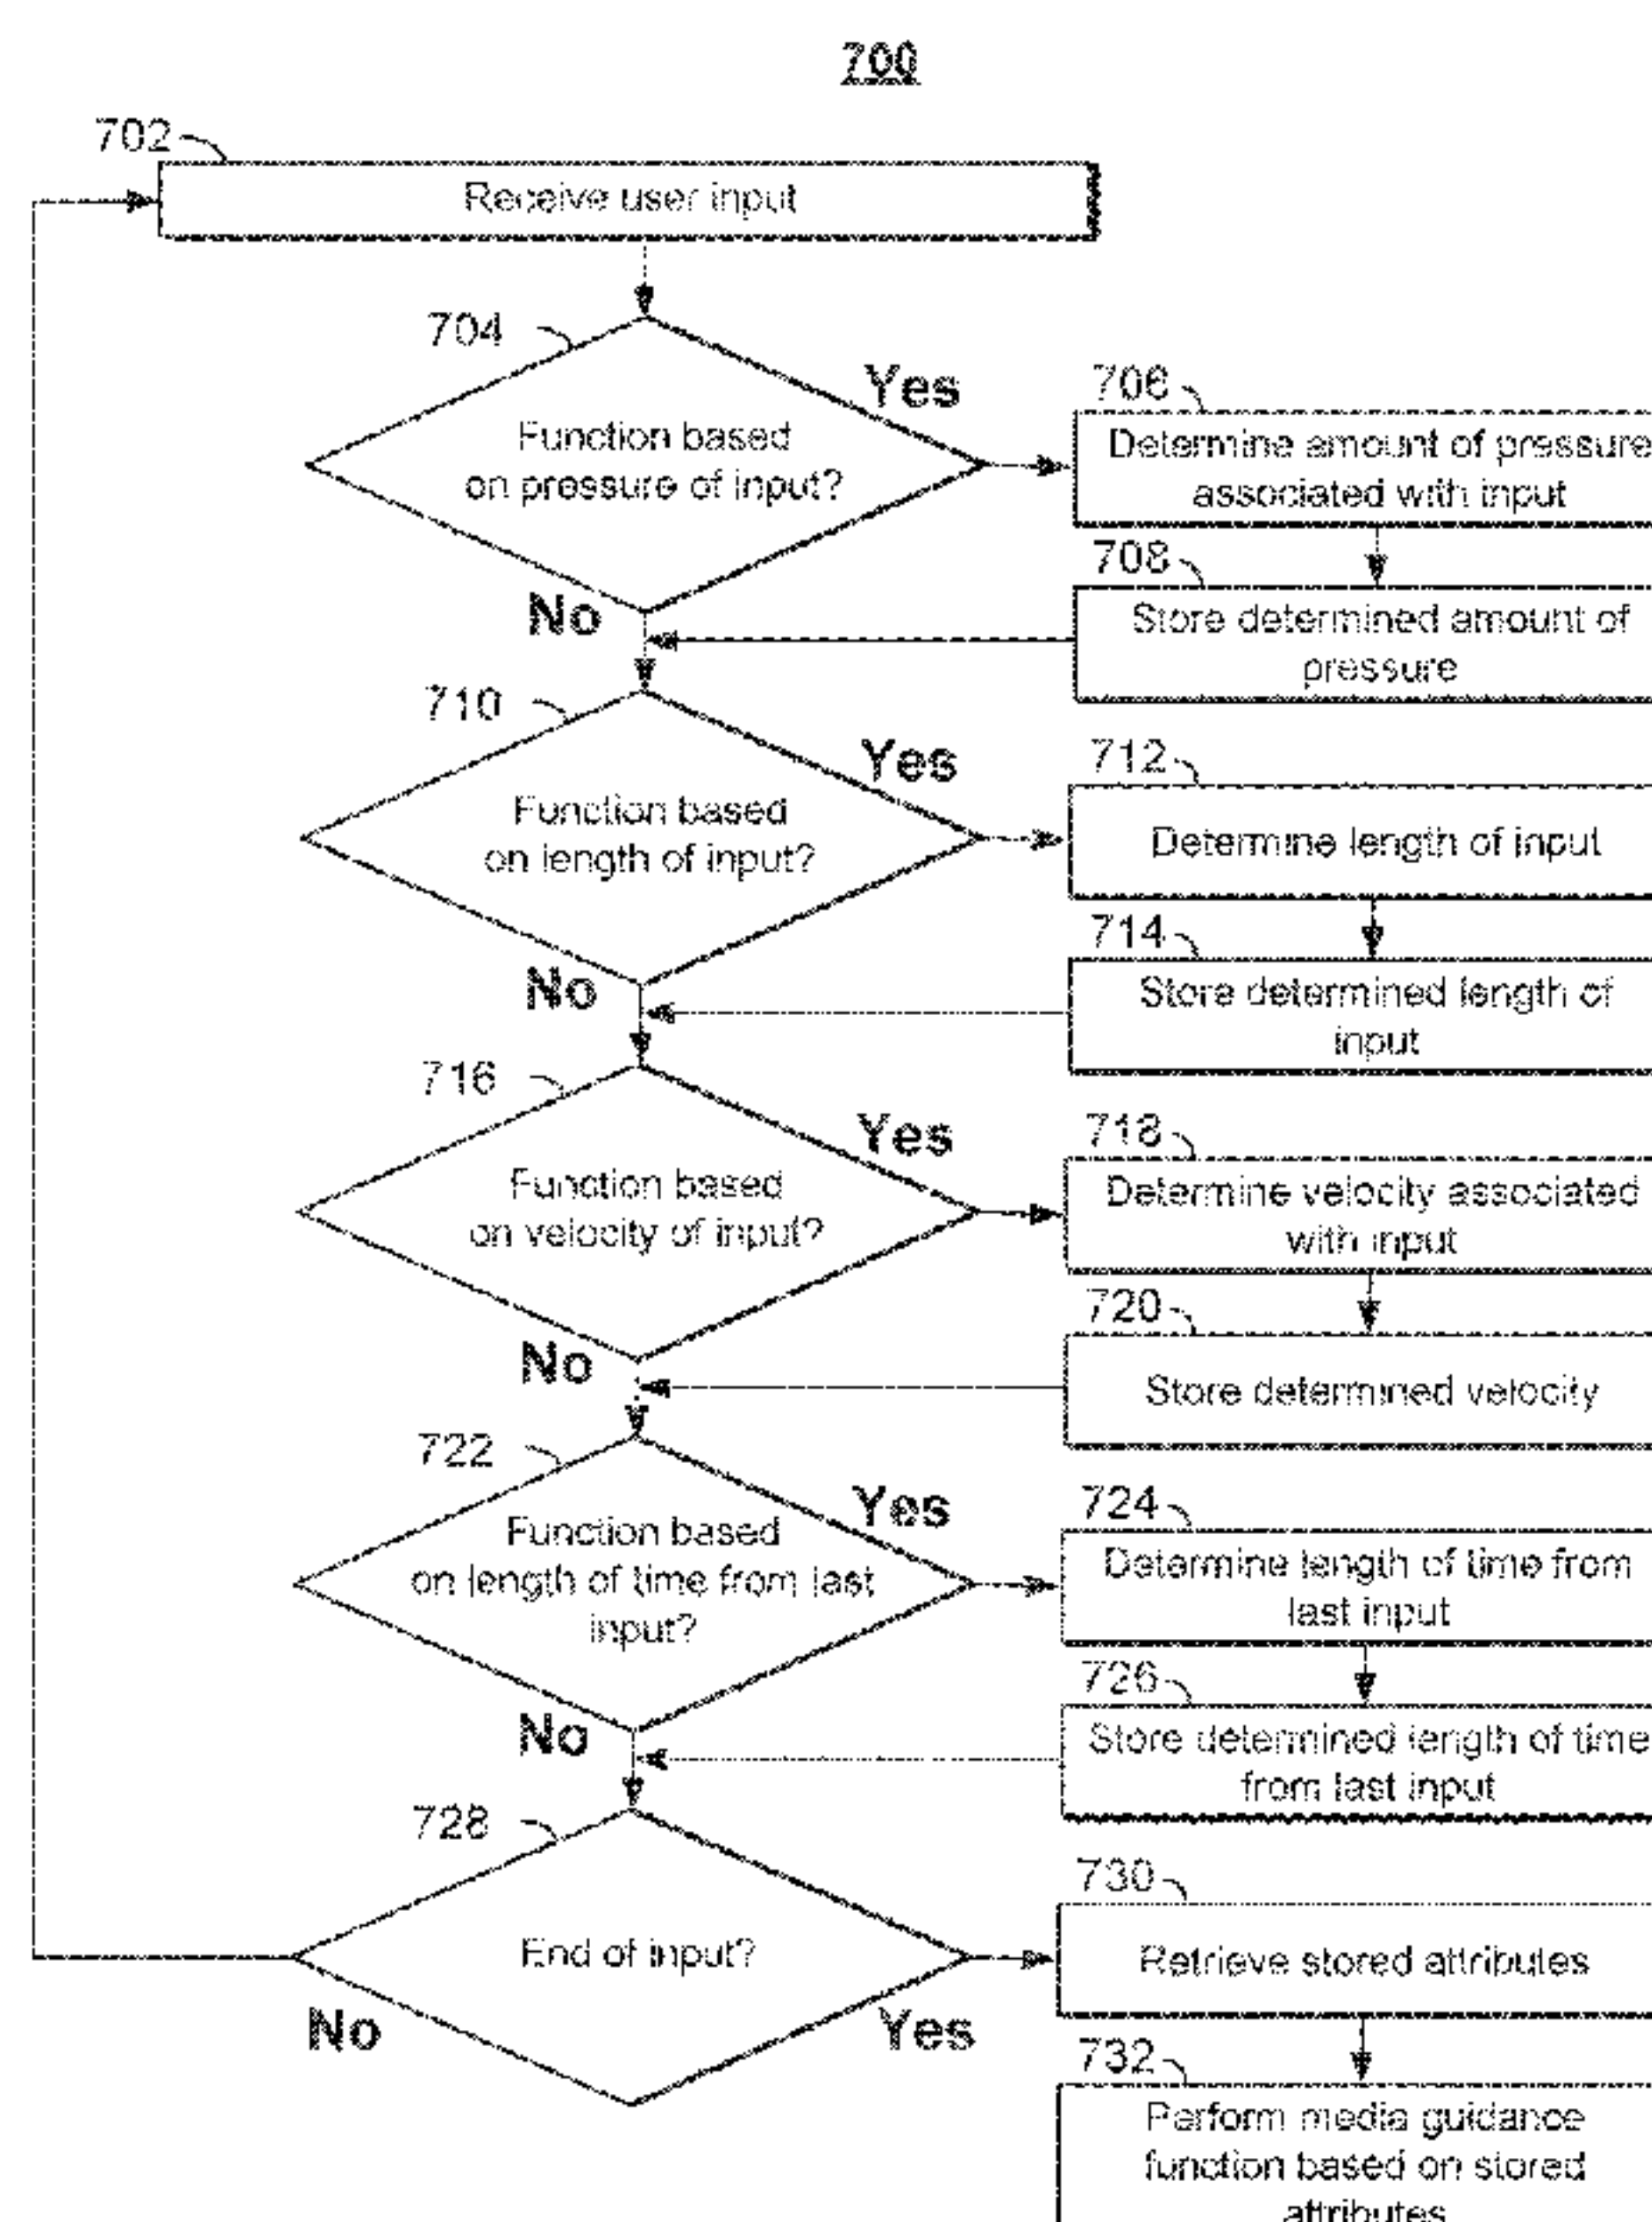 700
702
Receive user input
704
Yes
Function based
on pressure of input?
No
706
Determine amount of pressure
associated with input
708
Store determined amount of
pressure
710
Yes
Function based
on length of input?
No
712
Determine length of input
714
Store determined length of
input
716
Yes
Function based
on velocity of input?
No
718
Determine velocity associated
with input
720
Store determined velocity
722
Yes
Function based
on length of time from last
input?
No
724
Determine length of time from
last input
726
Store determined length of time
from last input
728
End of input?
No
Yes
730
Retrieve stored attributes
732
Perform media guidance
function based on stored
attributes